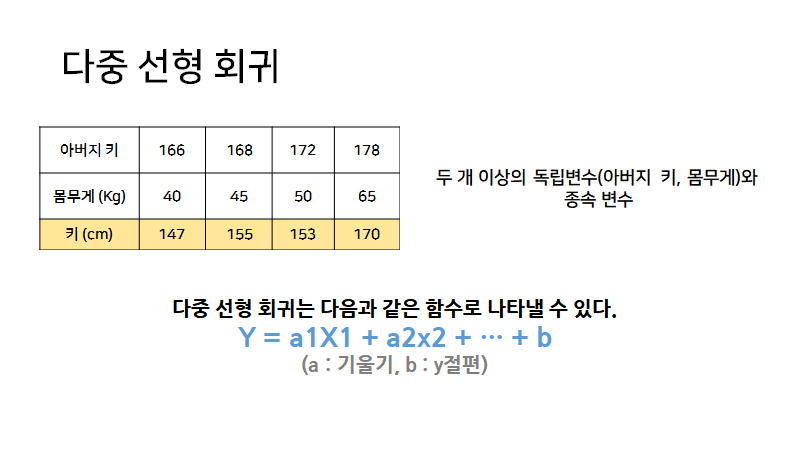 다중 선형 회귀
아버지 키 166 168 172 178
몸무게 (Kg) 40 45 50 65
키 (cm) 147 155 153 170
두 개 이상의 독립변수(아버지 키, 몸무게)와
종속 변수
다중 선형 회귀는 다음과 같은 함수로 나타낼 수 있다.
Y = a1X1 + a2x2 + ⋯ + b
(a : 기울기, b : y절편)